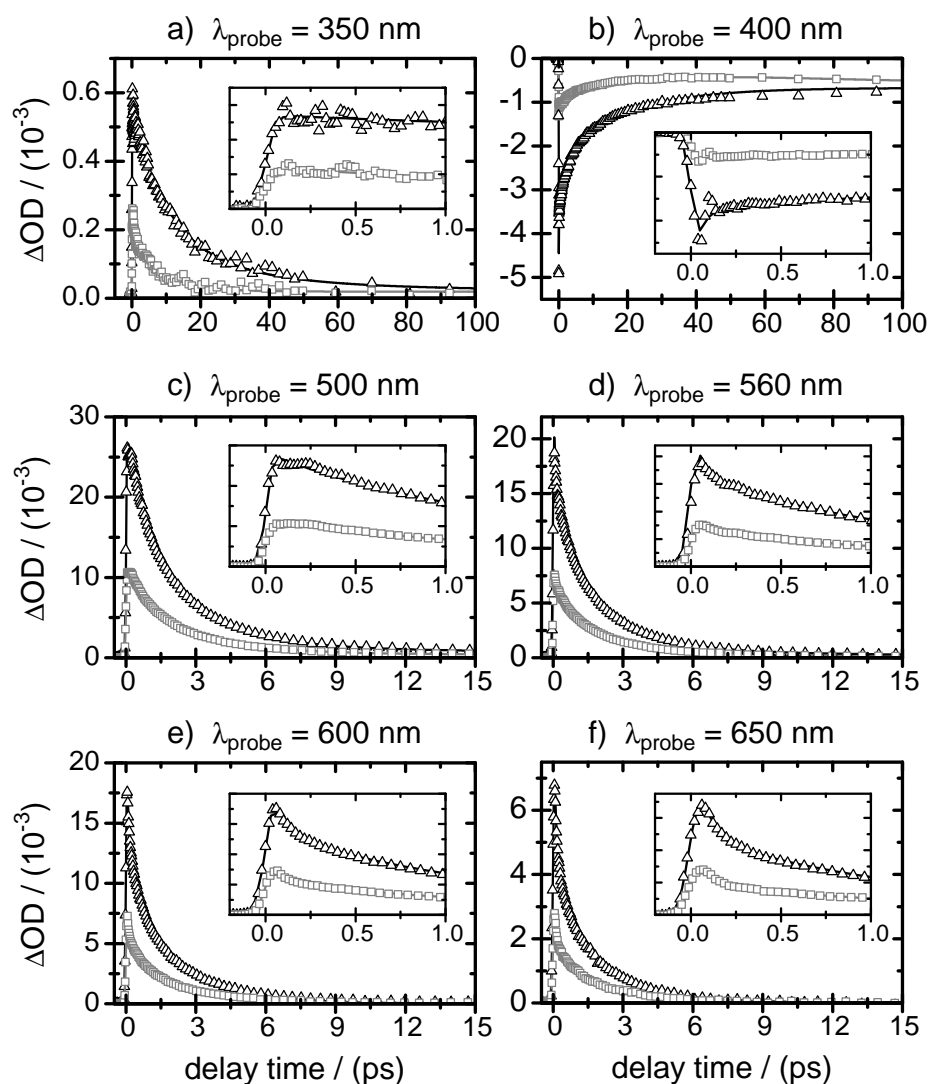 a) λprobe = 350 nm
b) λprobe = 400 nm
ΔOD / (10⁻³)
0.6
0.4
0.2
0.0
0 20 40 60 80 100
0.0 0.5 1.0
0
-1
-2
-3
-4
-5
0 20 40 60 80 100
0.0 0.5 1.0
c) λprobe = 500 nm
d) λprobe = 560 nm
ΔOD / (10⁻³)
30
20
10
0
0 3 6 9 12 15
0.0 0.5 1.0
20
15
10
5
0
0 3 6 9 12 15
0.0 0.5 1.0
e) λprobe = 600 nm
f) λprobe = 650 nm
ΔOD / (10⁻³)
20
15
10
5
0
0 3 6 9 12 15
0.0 0.5 1.0
6
4
2
0
0 3 6 9 12 15
0.0 0.5 1.0
delay time / (ps)
delay time / (ps)